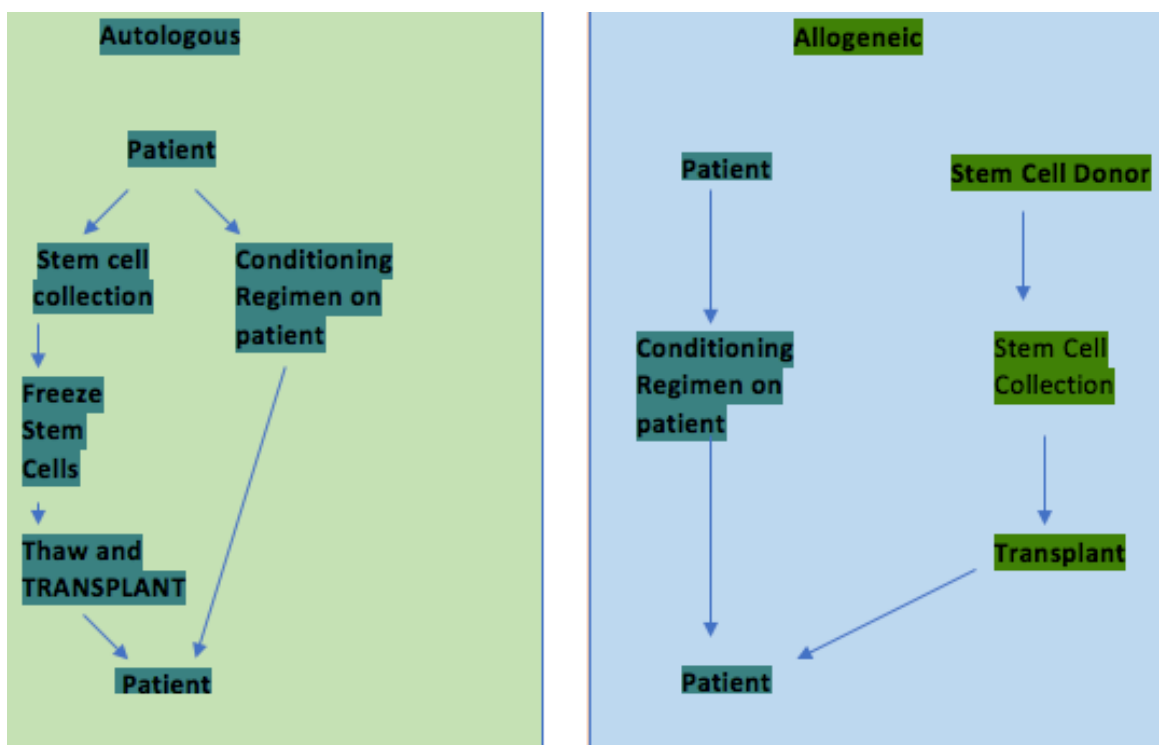 Autologous
Patient
Stem cell
collection
Conditioning
Regimen on
patient
Freeze
Stem
Cells
Thaw and
TRANSPLANT
Patient
Allogeneic
Patient
Stem Cell Donor
Conditioning
Regimen on
patient
Stem Cell
Collection
Transplant
Patient